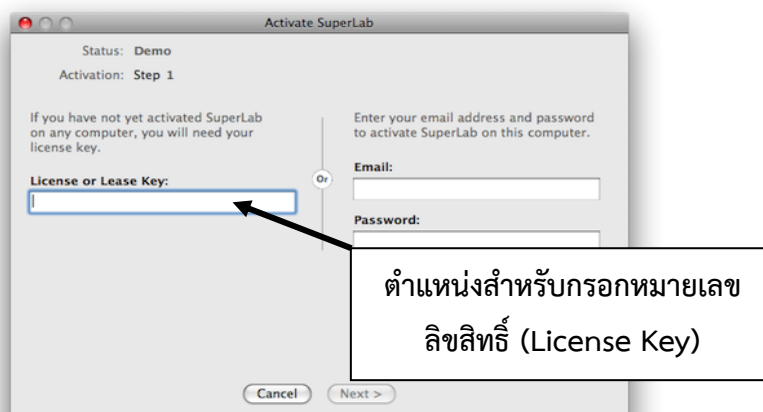 Activate SuperLab
Status: Demo
Activation: Step 1
If you have not yet activated SuperLab
on any computer, you will need your
license key.
License or Lease Key:
Or
Enter your email address and password
to activate SuperLab on this computer.
Email:
Password:
ตำแหน่งสำหรับกรอกหมายเลข
ลิขสิทธิ์ (License Key)
Cancel
Next >